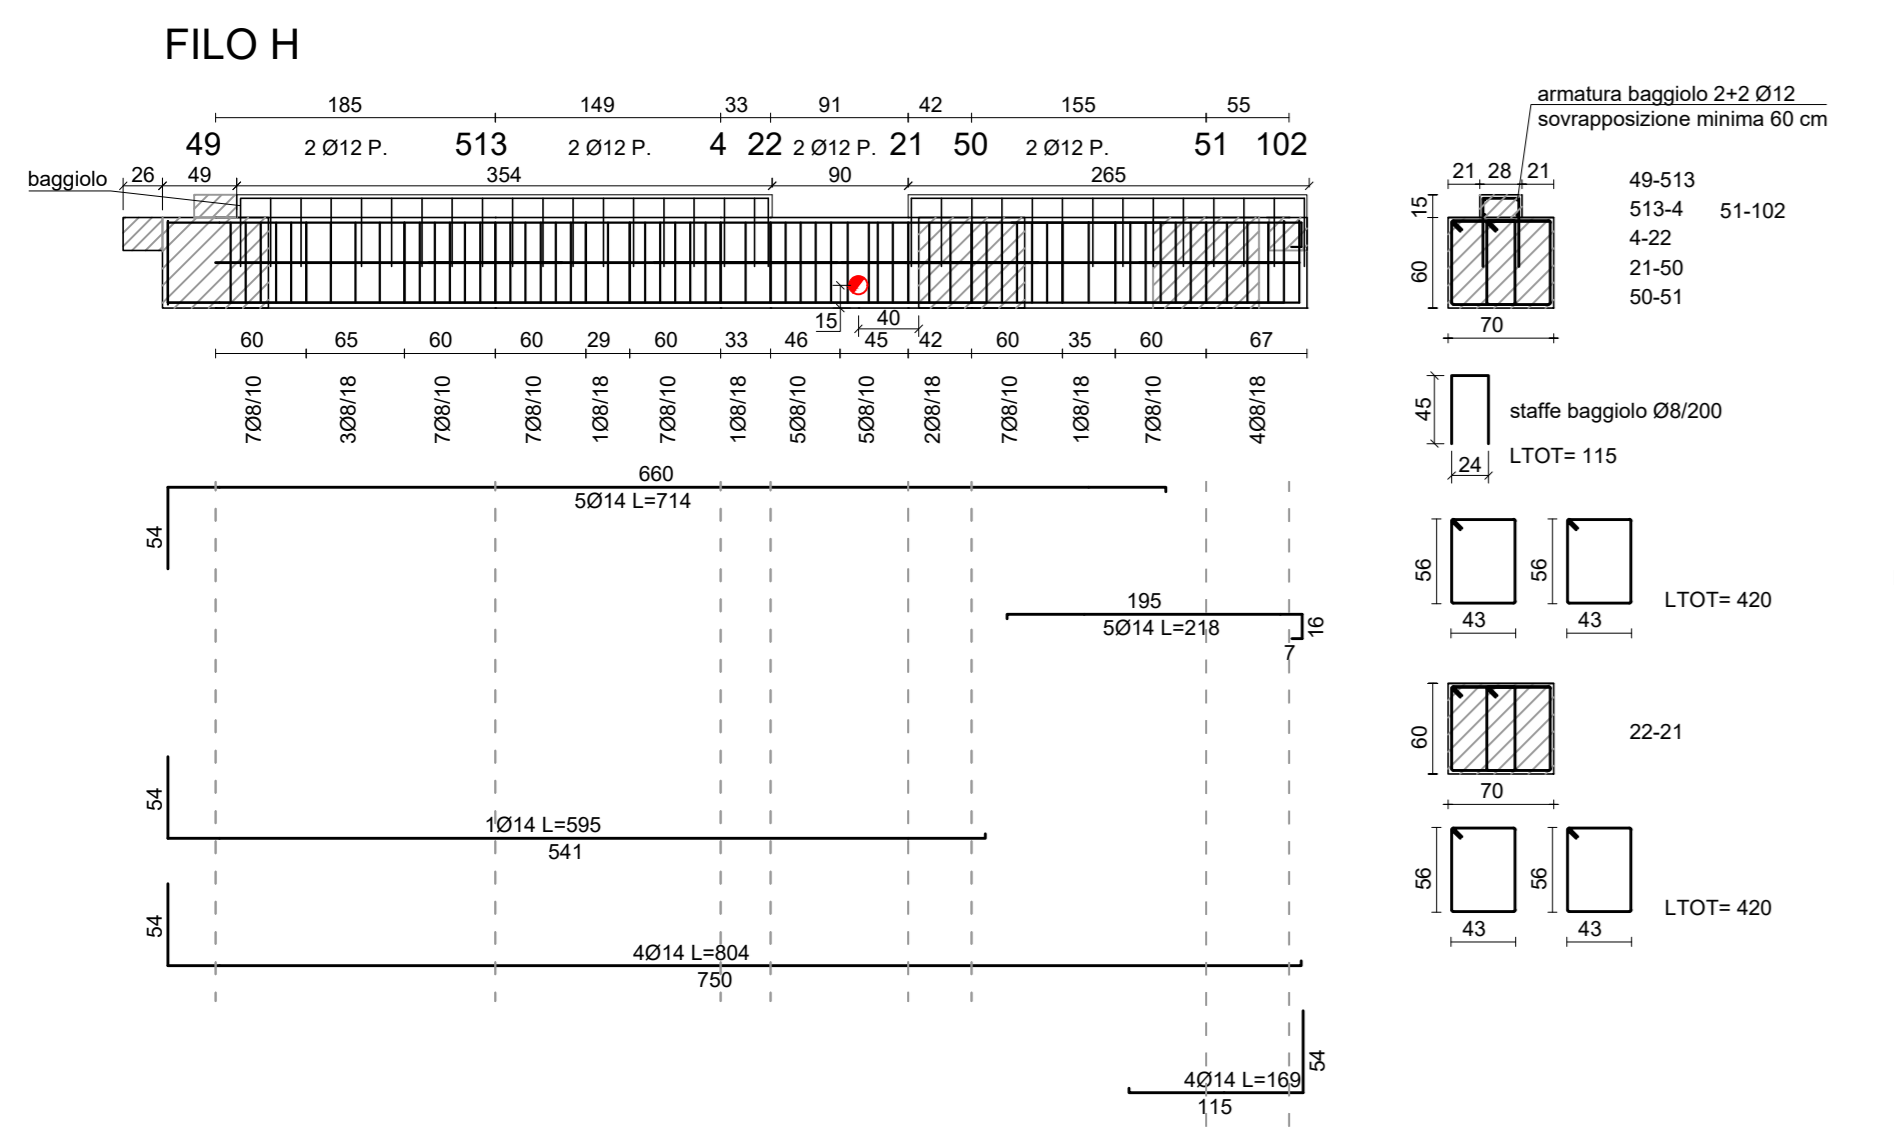 FILO H
185 149 33 91 42 155 55
49 2 Ø12 P. 513 2 Ø12 P. 4 22 2 Ø12 P. 21 50 2 Ø12 P. 51 102
baggiolo 26 49 354 90 265
15 40
60 65 60 60 29 60 33 46 45 42 60 35 60 67
7Ø8/10 3Ø8/18 7Ø8/10 7Ø8/10 1Ø8/18 7Ø8/10 1Ø8/18 5Ø8/10 5Ø8/10 2Ø8/18 7Ø8/10 1Ø8/18 7Ø8/10 4Ø8/18
660
5Ø14 L=714
54
195
5Ø14 L=218
16
7
54
1Ø14 L=595
541
54
4Ø14 L=804
750
4Ø14 L=169
54
115
armatura baggiolo 2+2 Ø12
sovrapposizione minima 60 cm
21 28 21
15
60
70
49-513
513-4 51-102
4-22
21-50
50-51
45
24
staffe baggiolo Ø8/200
LTOT= 115
56 56
43 43
LTOT= 420
60
70
22-21
56 56
43 43
LTOT= 420